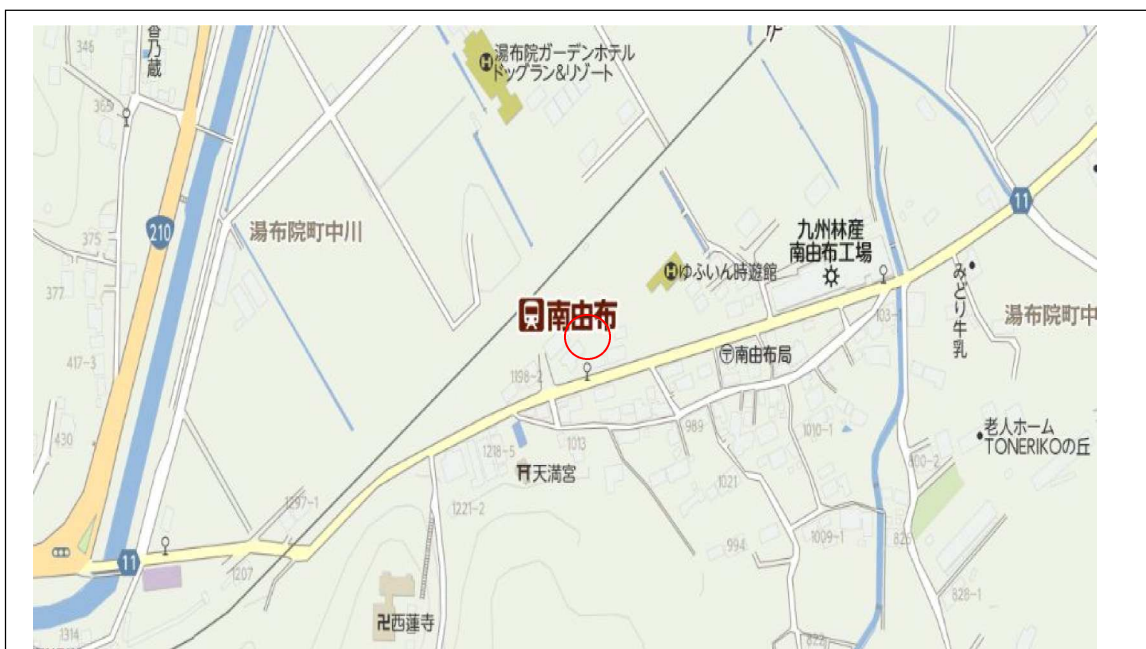 346
香乃蔵
365
湯布院ガーデンホテル
ドッグラン&リゾート
210
湯布院町中川
375
377
417-3
430
11
九州林産
南由布工場
ゆふいん時遊館
みどり牛乳
湯布院町中
103-1
南由布
南由布局
1198-2
989
1010-1
老人ホーム
TONERIKOの丘
800-2
1218-5
1013
天満宮
1021
1221-2
1297-1
994
1009-1
11
1207
828-1
西蓮寺
1314
822